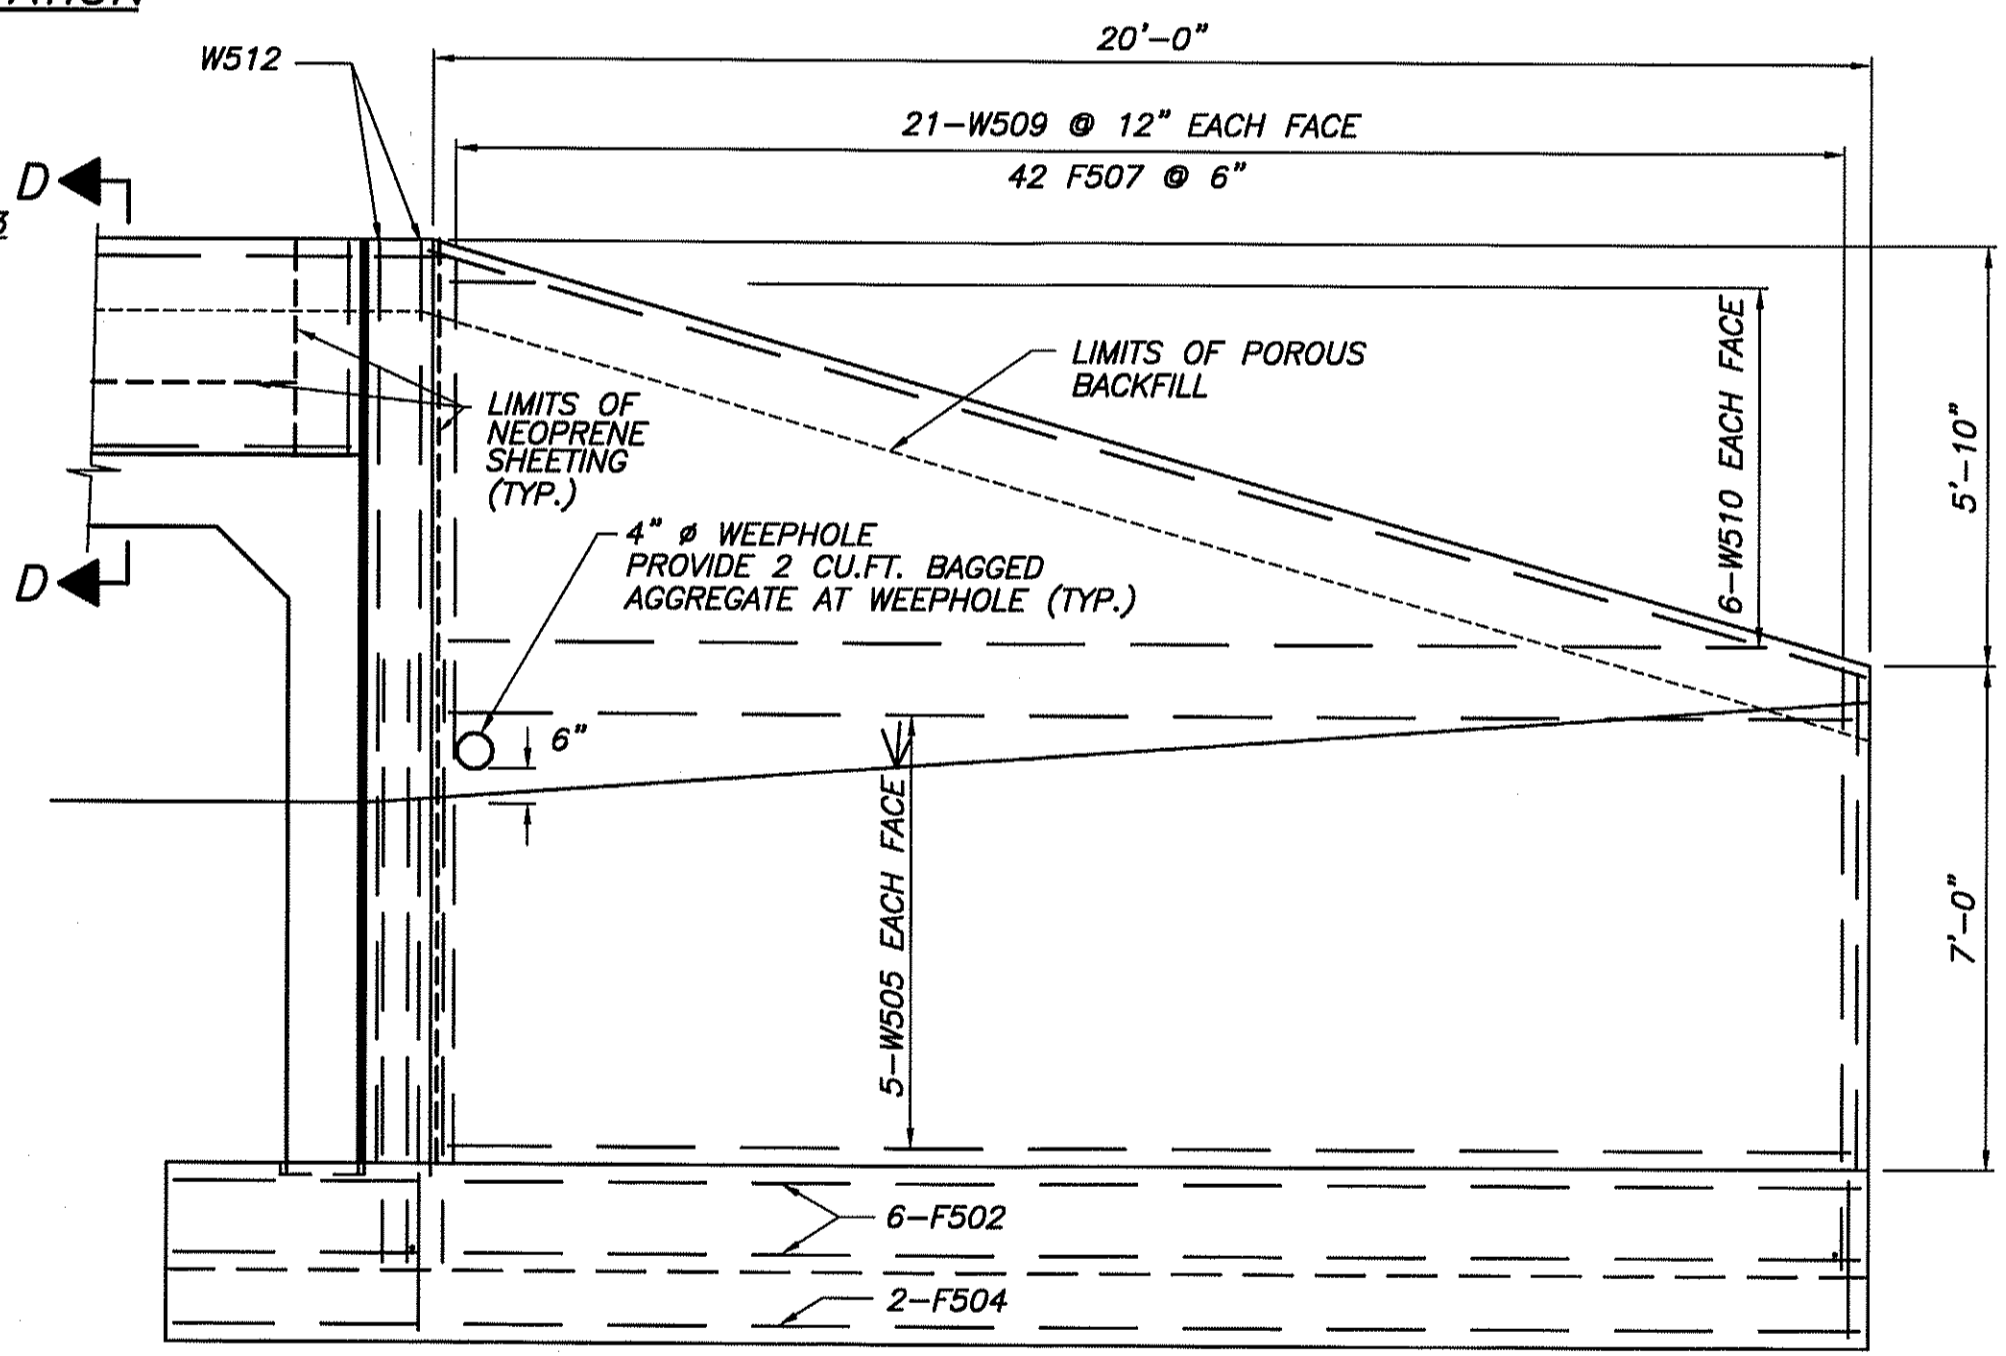 W512
20'-0"
21-W509 @ 12" EACH FACE
42 F507 @ 6"
D
LIMITS OF POROUS
BACKFILL
6-W510 EACH FACE
5'-10"
LIMITS OF
NEOPRENE
SHEETING
(TYP.)
4" ø WEEPHOLE
PROVIDE 2 CU.FT. BAGGED
AGGREGATE AT WEEPHOLE (TYP.)
D
6"
5-W505 EACH FACE
7'-0"
6-F502
2-F504